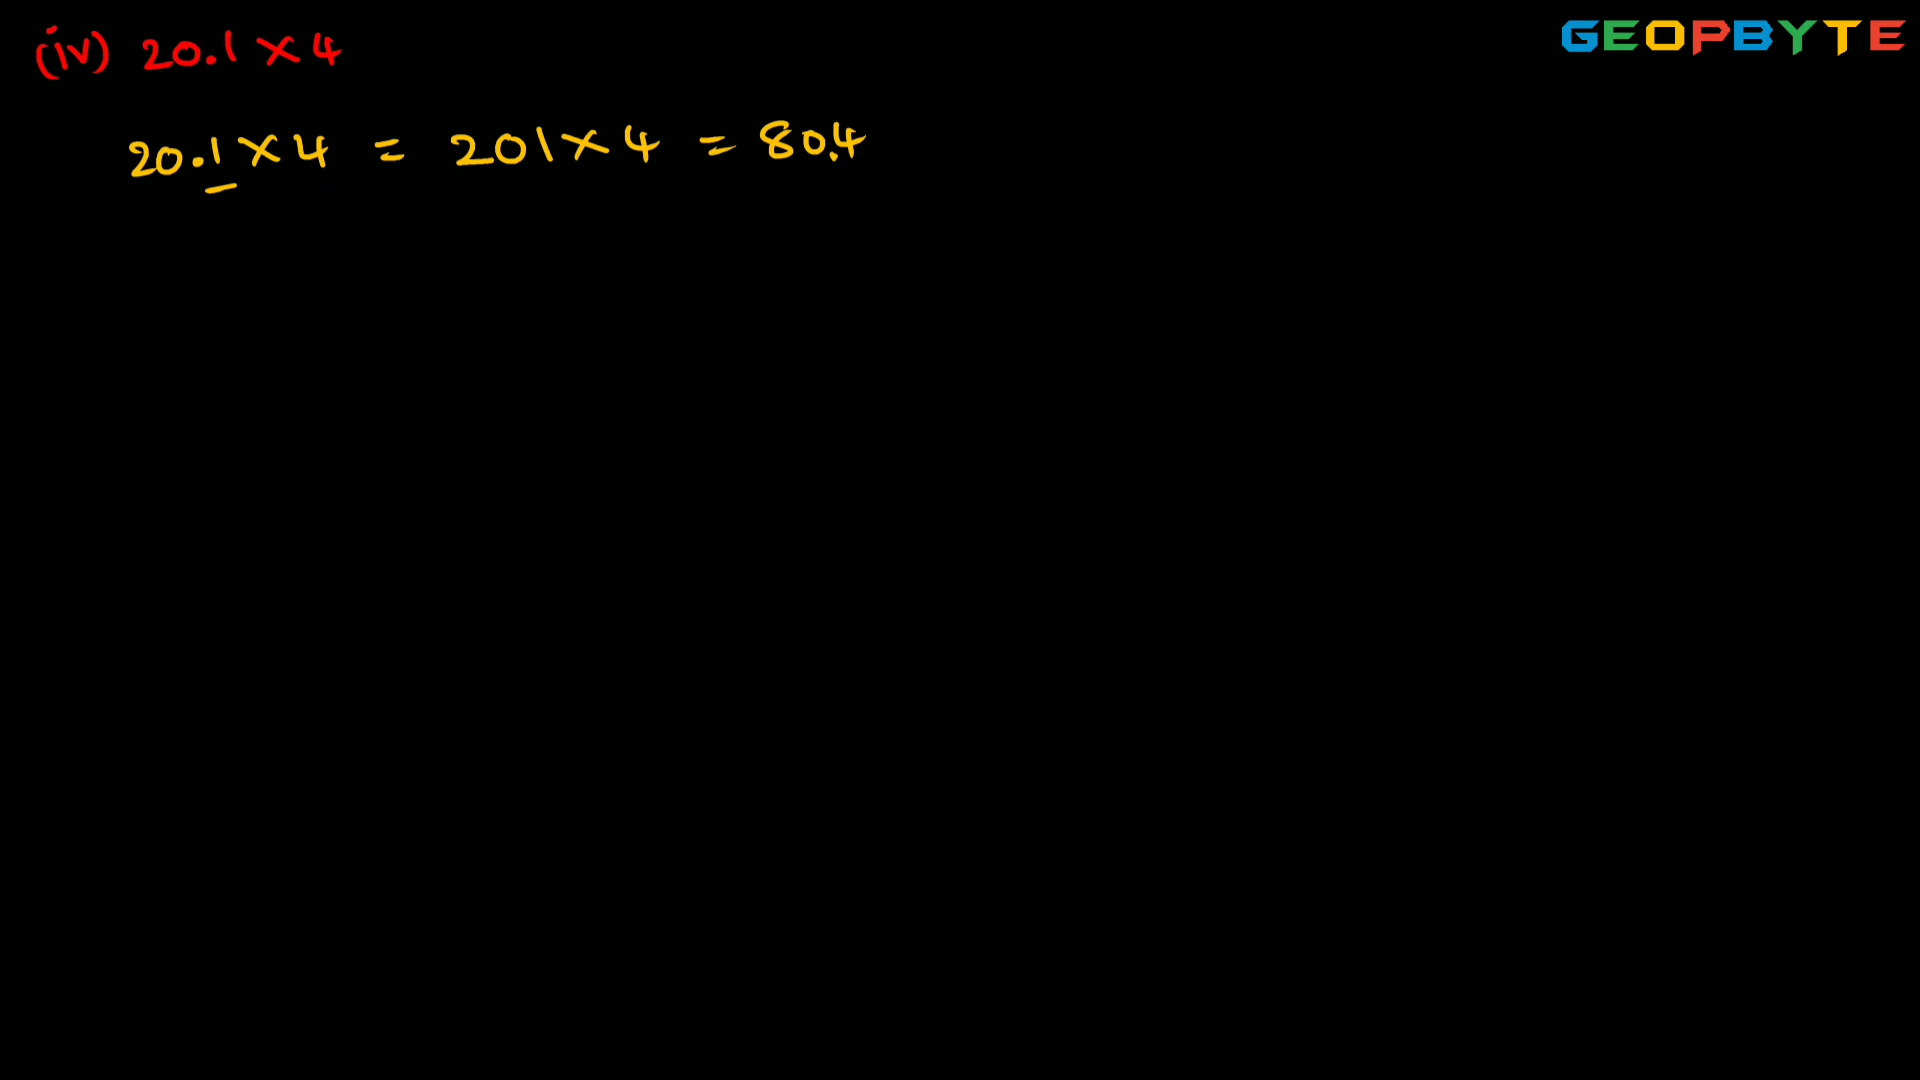 (iv) 20.1 × 4
GEOPBYTE
20.1 × 4 = 201 × 4 = 80.4